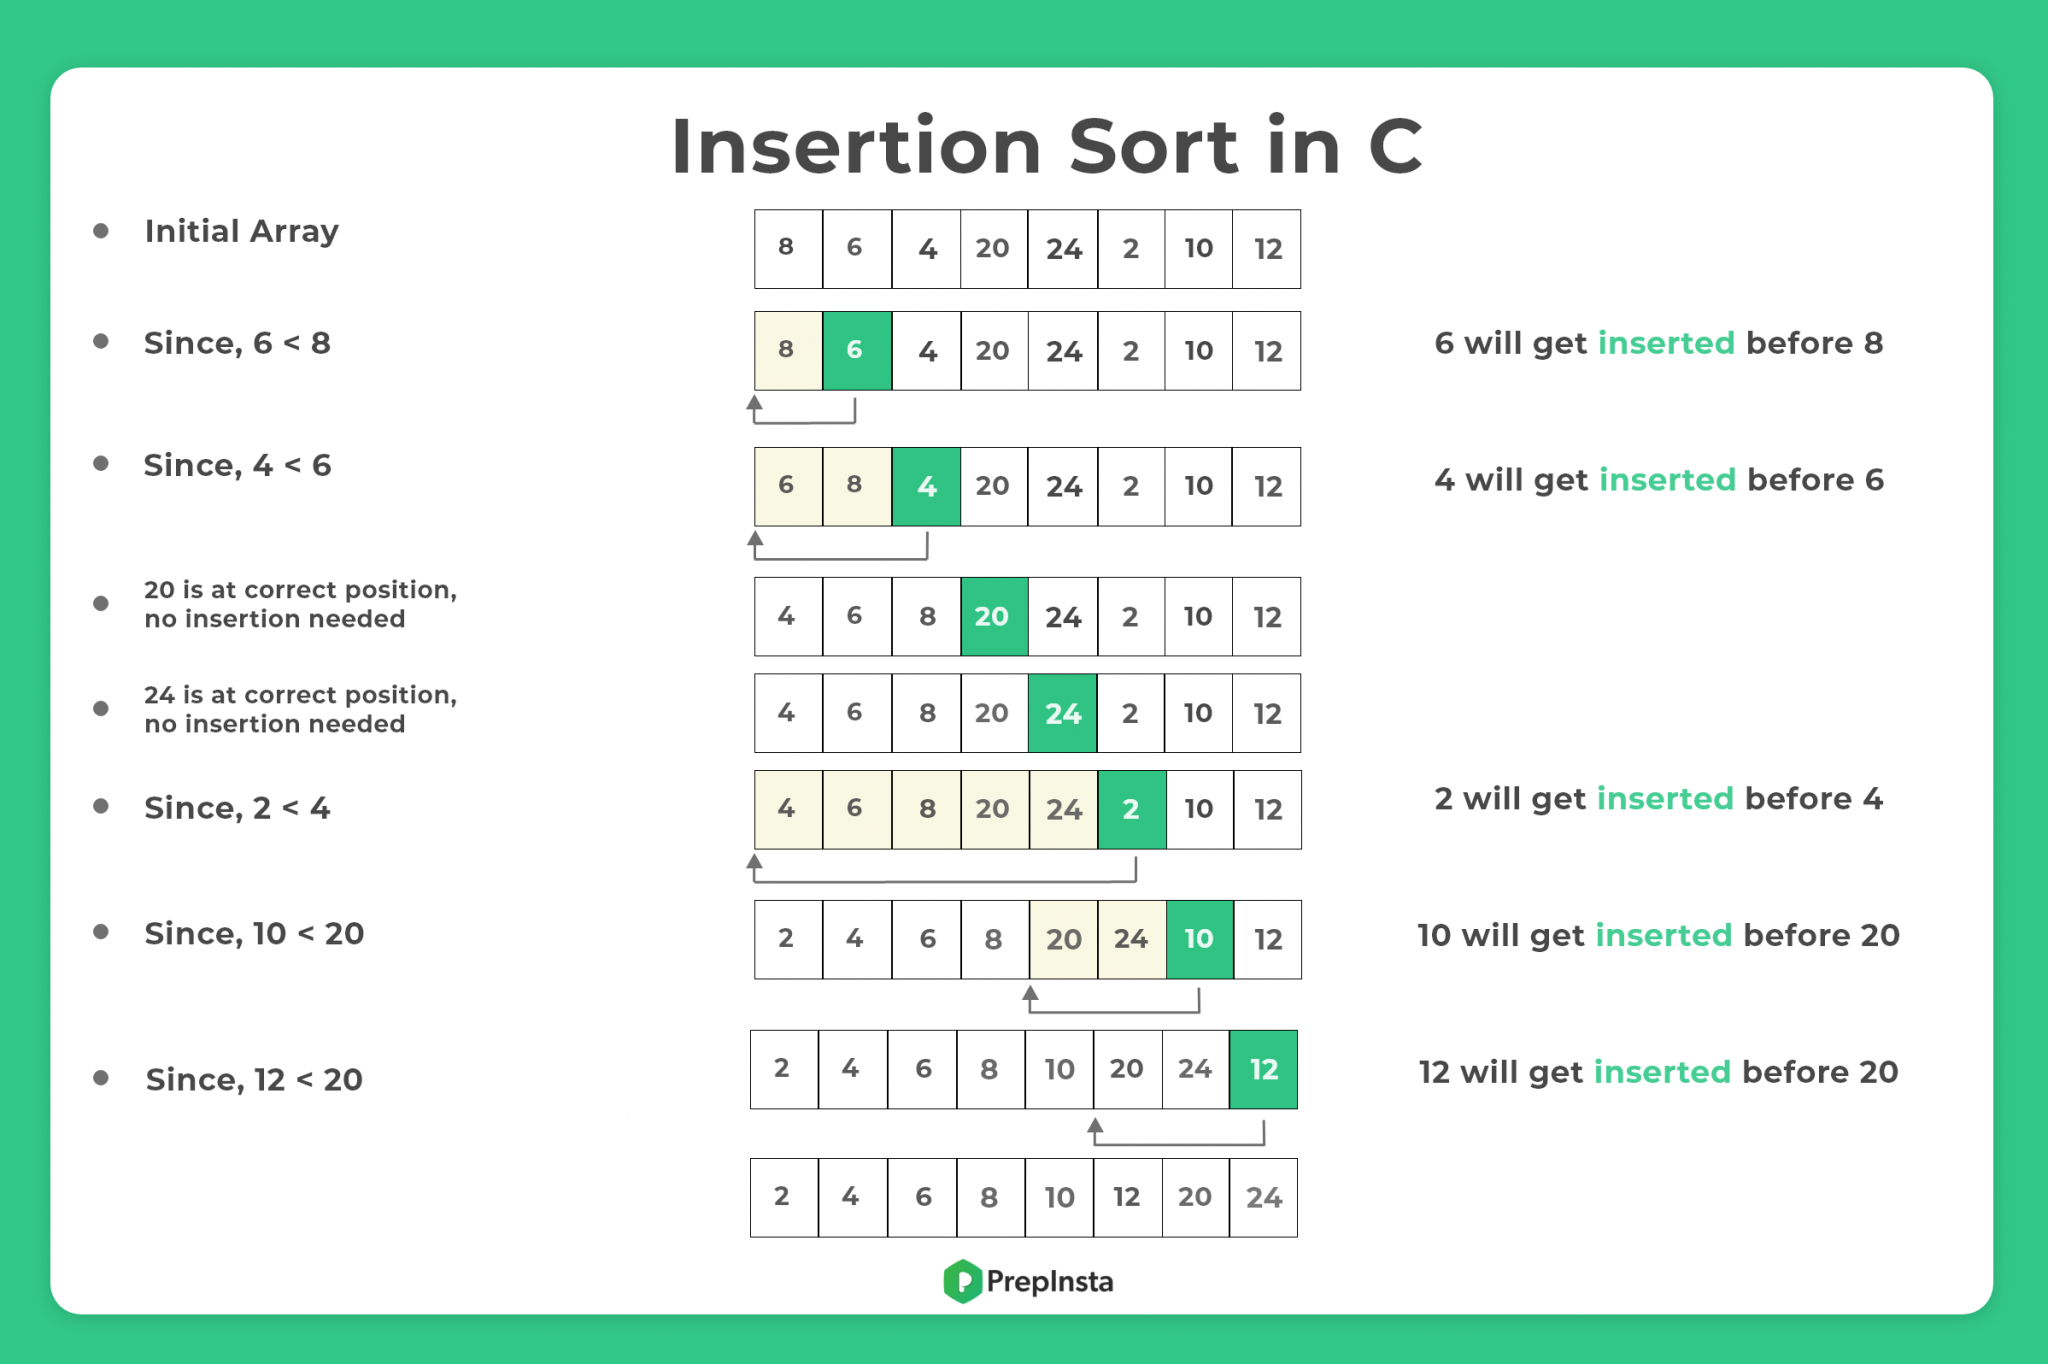 Insertion Sort in C
Initial Array
8 6 4 20 24 2 10 12
Since, 6 < 8
8 6 4 20 24 2 10 12
6 will get inserted before 8
Since, 4 < 6
6 8 4 20 24 2 10 12
4 will get inserted before 6
20 is at correct position,
no insertion needed
4 6 8 20 24 2 10 12
24 is at correct position,
no insertion needed
4 6 8 20 24 2 10 12
Since, 2 < 4
4 6 8 20 24 2 10 12
2 will get inserted before 4
Since, 10 < 20
2 4 6 8 20 24 10 12
10 will get inserted before 20
Since, 12 < 20
2 4 6 8 10 20 24 12
12 will get inserted before 20
2 4 6 8 10 12 20 24
PrepInsta